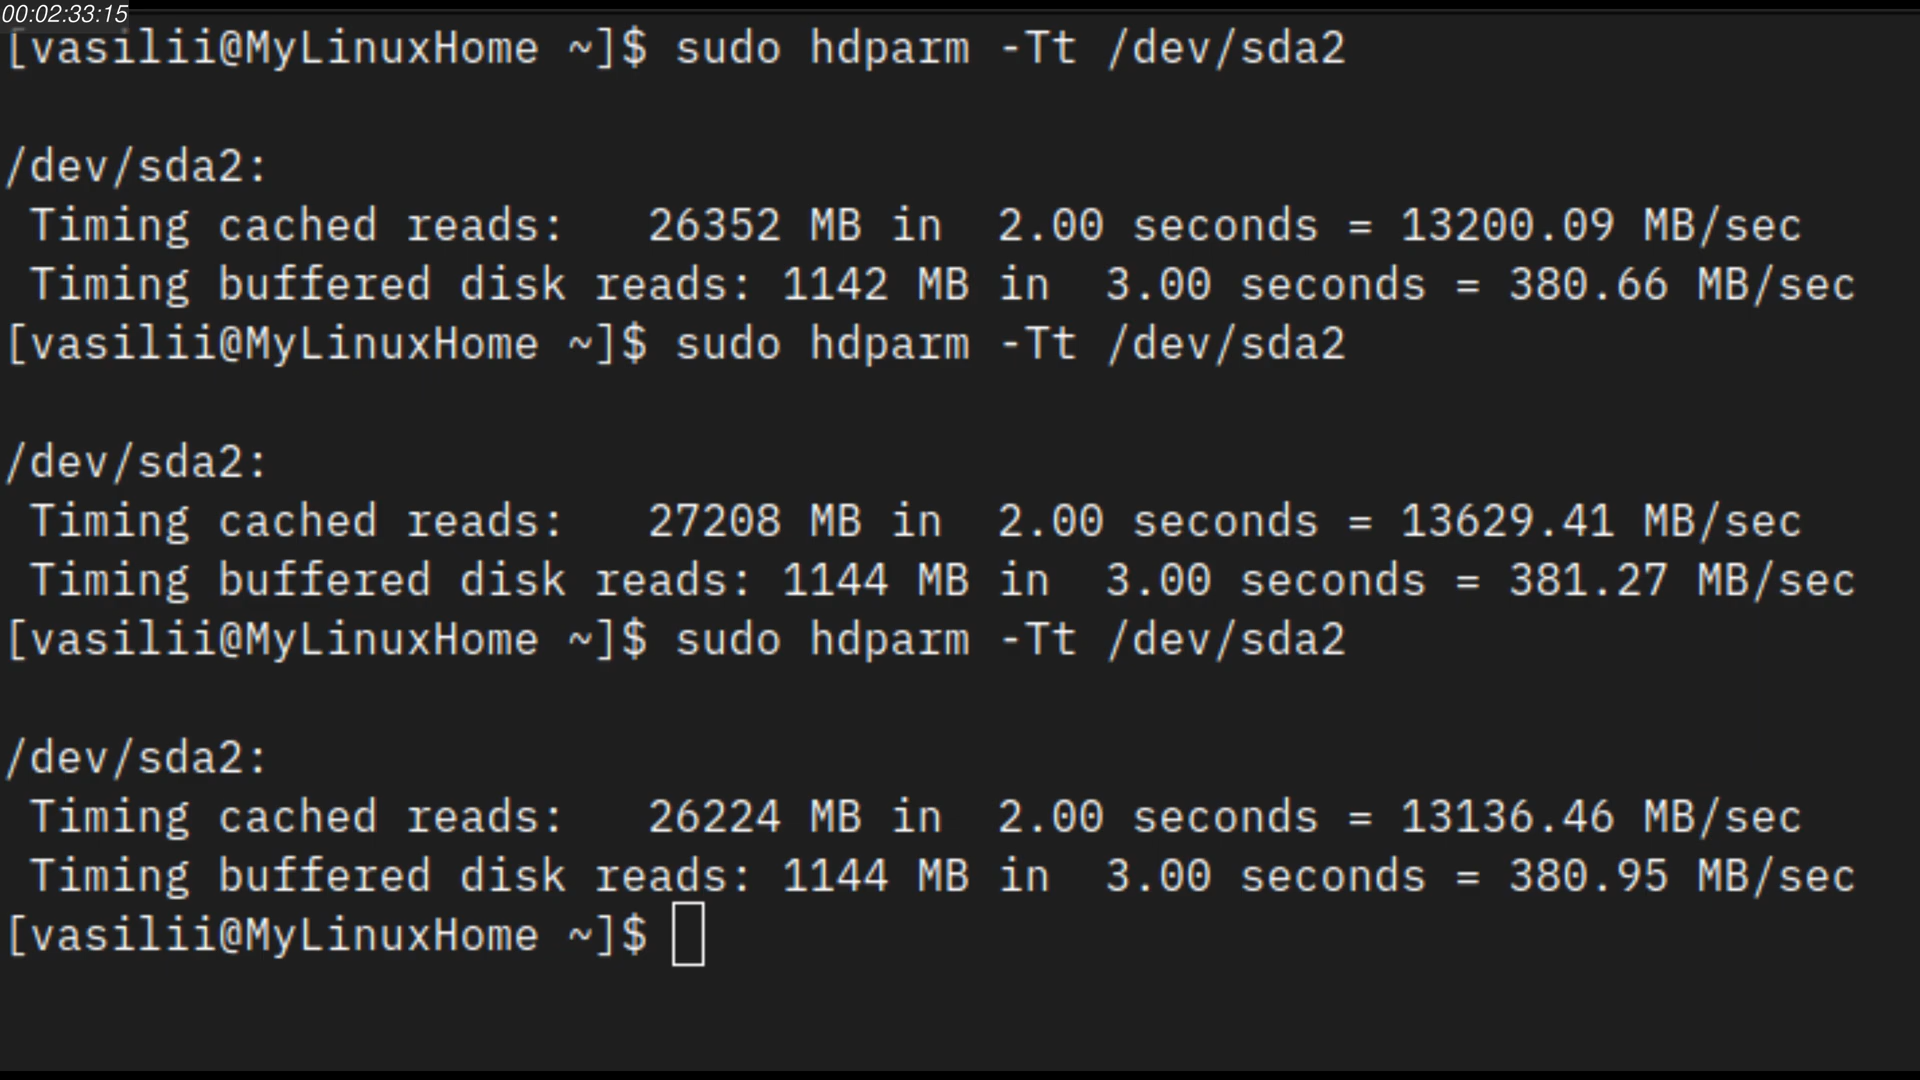 00:02:33:15
[vasilii@MyLinuxHome ~]$ sudo hdparm -Tt /dev/sda2
/dev/sda2:
Timing cached reads:   26352 MB in  2.00 seconds = 13200.09 MB/sec
Timing buffered disk reads: 1142 MB in  3.00 seconds = 380.66 MB/sec
[vasilii@MyLinuxHome ~]$ sudo hdparm -Tt /dev/sda2
/dev/sda2:
Timing cached reads:   27208 MB in  2.00 seconds = 13629.41 MB/sec
Timing buffered disk reads: 1144 MB in  3.00 seconds = 381.27 MB/sec
[vasilii@MyLinuxHome ~]$ sudo hdparm -Tt /dev/sda2
/dev/sda2:
Timing cached reads:   26224 MB in  2.00 seconds = 13136.46 MB/sec
Timing buffered disk reads: 1144 MB in  3.00 seconds = 380.95 MB/sec
[vasilii@MyLinuxHome ~]$